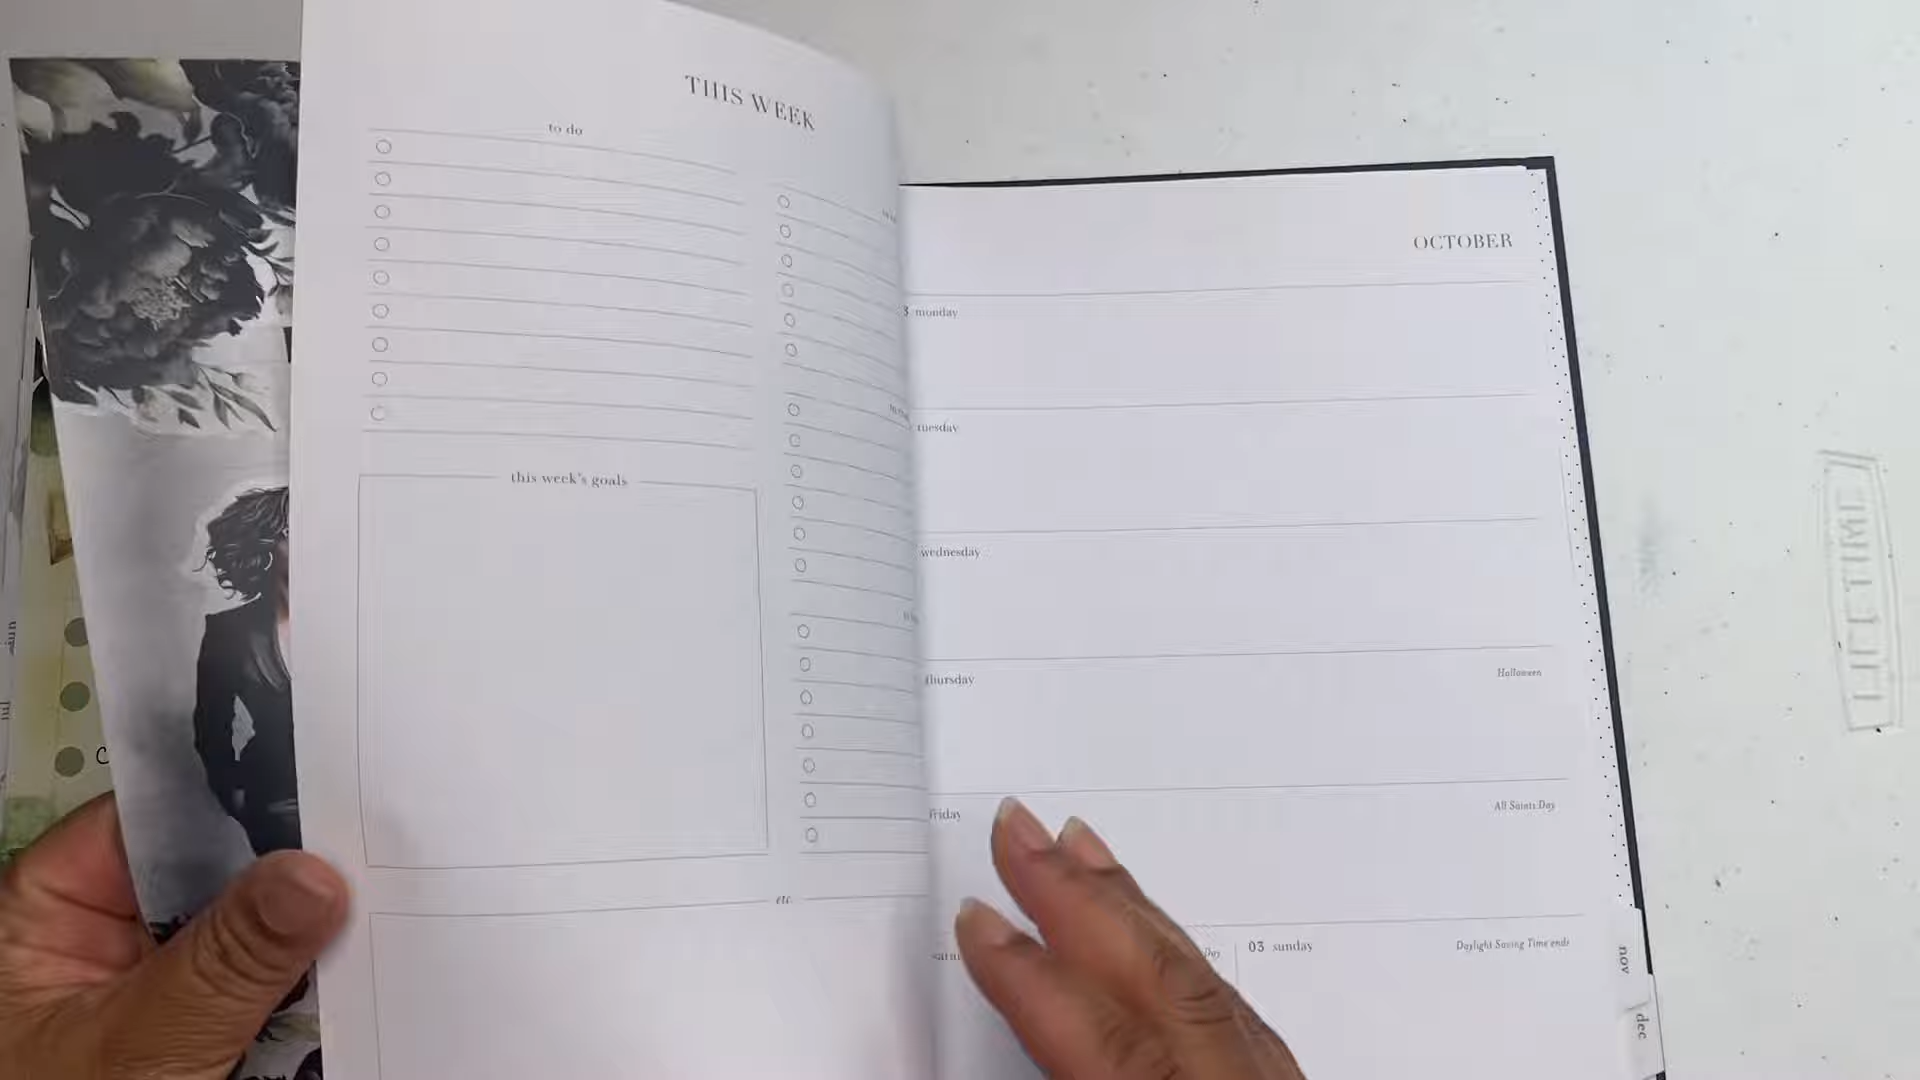 THIS WEEK
to do
this week's goals
etc.
OCTOBER
monday
tuesday
wednesday
thursday
Halloween
friday
All Saints Day
Day
03 sunday
Daylight Saving Time ends
nov
dec